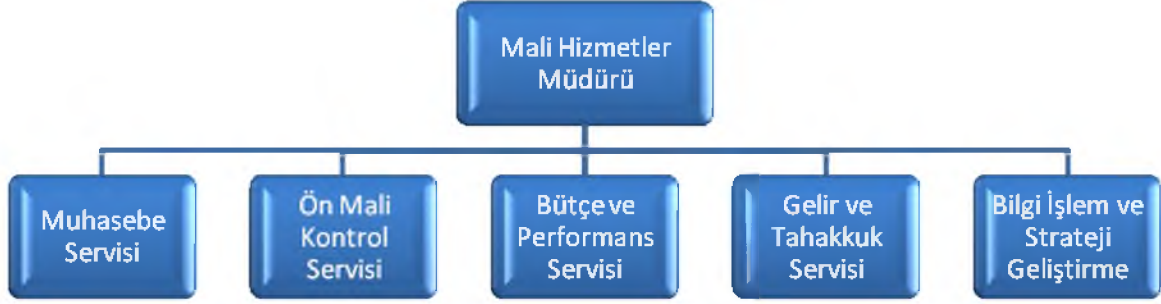 Mali Hizmetler
Müdürü
Muhasebe
Servisi
Ön Mali
Kontrol
Servisi
Bütçe ve
Performans
Servisi
Gelir ve
Tahakkuk
Servisi
Bilgi İşlem ve
Strateji
Geliştirme